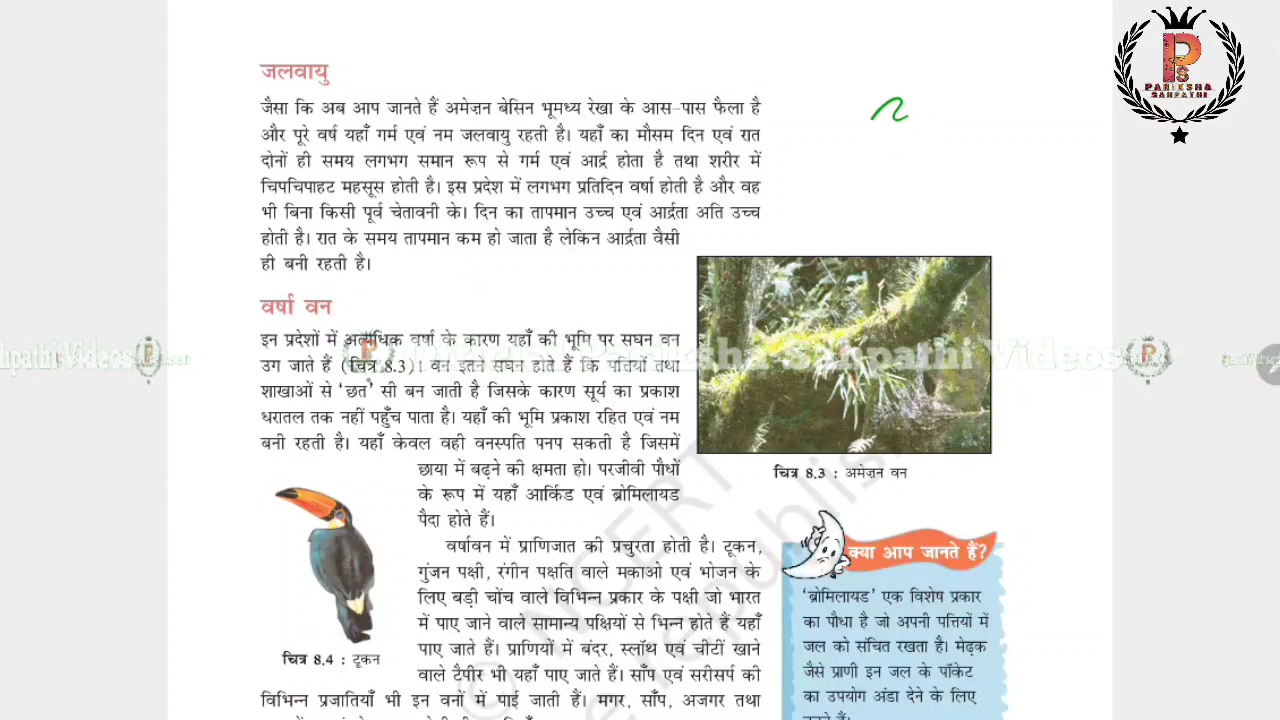 जलवायु
जैसा कि अब आप जानते हैं अमेज़न बेसिन भूमध्य रेखा के आस-पास फैला है
और पूरे वर्ष यहाँ गर्म एवं नम जलवायु रहती है। यहाँ का मौसम दिन एवं रात
दोनों ही समय लगभग समान रूप से गर्म एवं आर्द्र होता है तथा शरीर में
चिपचिपाहट महसूस होती है। इस प्रदेश में लगभग प्रतिदिन वर्षा होती है और वह
भी बिना किसी पूर्व चेतावनी के। दिन का तापमान उच्च एवं आर्द्रता अति उच्च
होती है। रात के समय तापमान कम हो जाता है लेकिन आर्द्रता वैसी
ही बनी रहती है।
वर्षा वन
इन प्रदेशों में अत्यधिक वर्षा के कारण यहाँ की भूमि पर सघन वन
उग जाते हैं (चित्र 8.3)। वन इतने सघन होते हैं कि पत्तियों तथा
शाखाओं से ‘छत’ सी बन जाती है जिसके कारण सूर्य का प्रकाश
धरातल तक नहीं पहुँच पाता है। यहाँ की भूमि प्रकाश रहित एवं नम
बनी रहती है। यहाँ केवल वही वनस्पति पनप सकती है जिसमें
छाया में बढ़ने की क्षमता हो। परजीवी पौधों
के रूप में यहाँ आर्किड एवं ब्रोमिलायड
पैदा होते हैं।
वर्षावन में प्राणिजात की प्रचुरता होती है। टूकन,
गुंजन पक्षी, रंगीन पक्षति वाले मकाओ एवं भोजन के
लिए बड़ी चोंच वाले विभिन्न प्रकार के पक्षी जो भारत
में पाए जाने वाले सामान्य पक्षियों से भिन्न होते हैं यहाँ
पाए जाते हैं। प्राणियों में बंदर, स्लॉथ एवं चीटीं खाने
वाले टैपीर भी यहाँ पाए जाते हैं। साँप एवं सरीसर्प की
विभिन्न प्रजातियाँ भी इन वनों में पाई जाती हैं। मगर, साँप, अजगर तथा
चित्र 8.4 : टूकन
चित्र 8.3 : अमेज़न वन
क्या आप जानते हैं?
‘ब्रोमिलायड’ एक विशेष प्रकार
का पौधा है जो अपनी पत्तियों में
जल को संचित रखता है। मेढ़क
जैसे प्राणी इन जल के पॉकेट
का उपयोग अंडा देने के लिए
© NCERT
PARIKSHA
SAHPATHI
Pariksha Sahpathi Videos